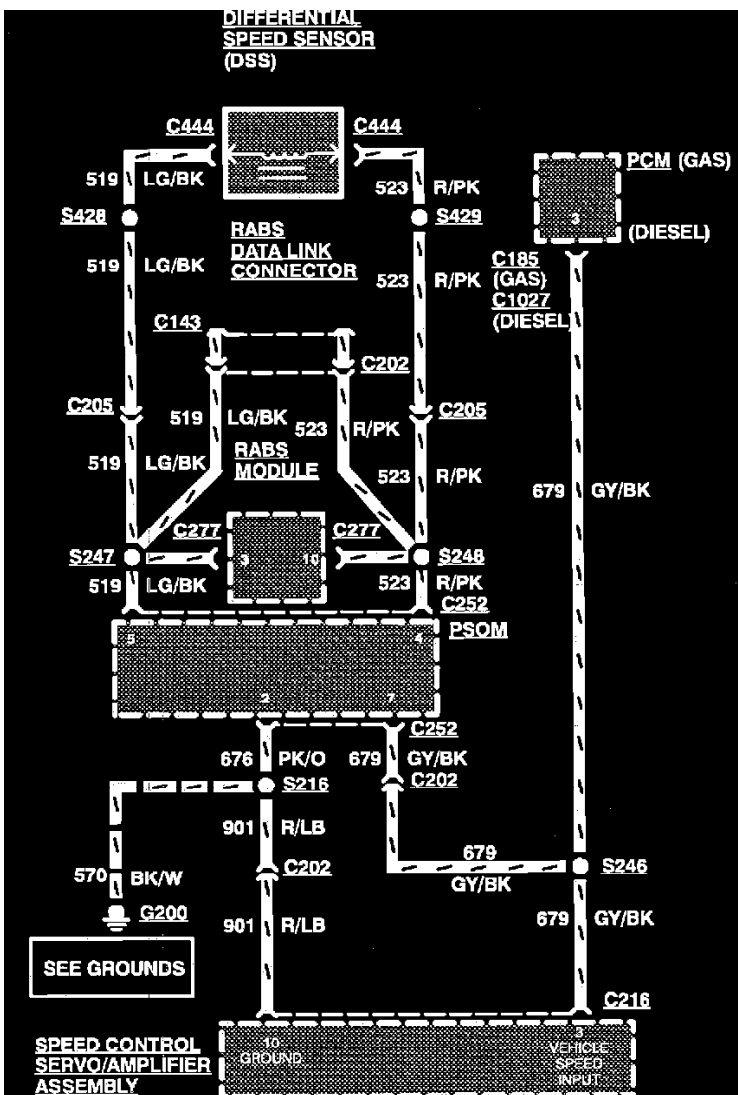 DIFFERENTIAL
SPEED SENSOR
(DSS)
C444
C444
519
LG/BK
523
R/PK
PCM (GAS)
3
(DIESEL)
S428
S429
RABS
DATA LINK
CONNECTOR
519
LG/BK
523
R/PK
C185
(GAS)
C1027
(DIESEL)
C143
C202
C205
C205
519
LG/BK
523
R/PK
RABS
MODULE
519
LG/BK
523
R/PK
679
GY/BK
C277
C277
3
10
S247
S248
519
LG/BK
523
R/PK
C252
PSOM
5
4
2
7
C252
676
PK/O
679
GY/BK
C202
S216
901
R/LB
679
GY/BK
S246
C202
570
BK/W
G200
901
R/LB
679
GY/BK
SEE GROUNDS
C216
SPEED CONTROL
SERVO/AMPLIFIER
ASSEMBLY
10
GROUND
3
VEHICLE
SPEED
INPUT